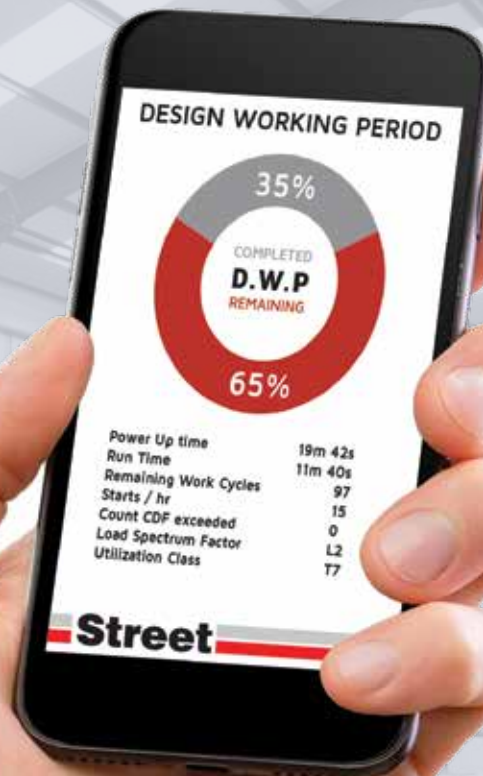 DESIGN WORKING PERIOD
35%
COMPLETED
D.W.P
REMAINING
65%
Power Up time 19m 42s
Run Time 11m 40s
Remaining Work Cycles 97
Starts / hr 15
Count CDF exceeded 0
Load Spectrum Factor L2
Utilization Class T7
Street